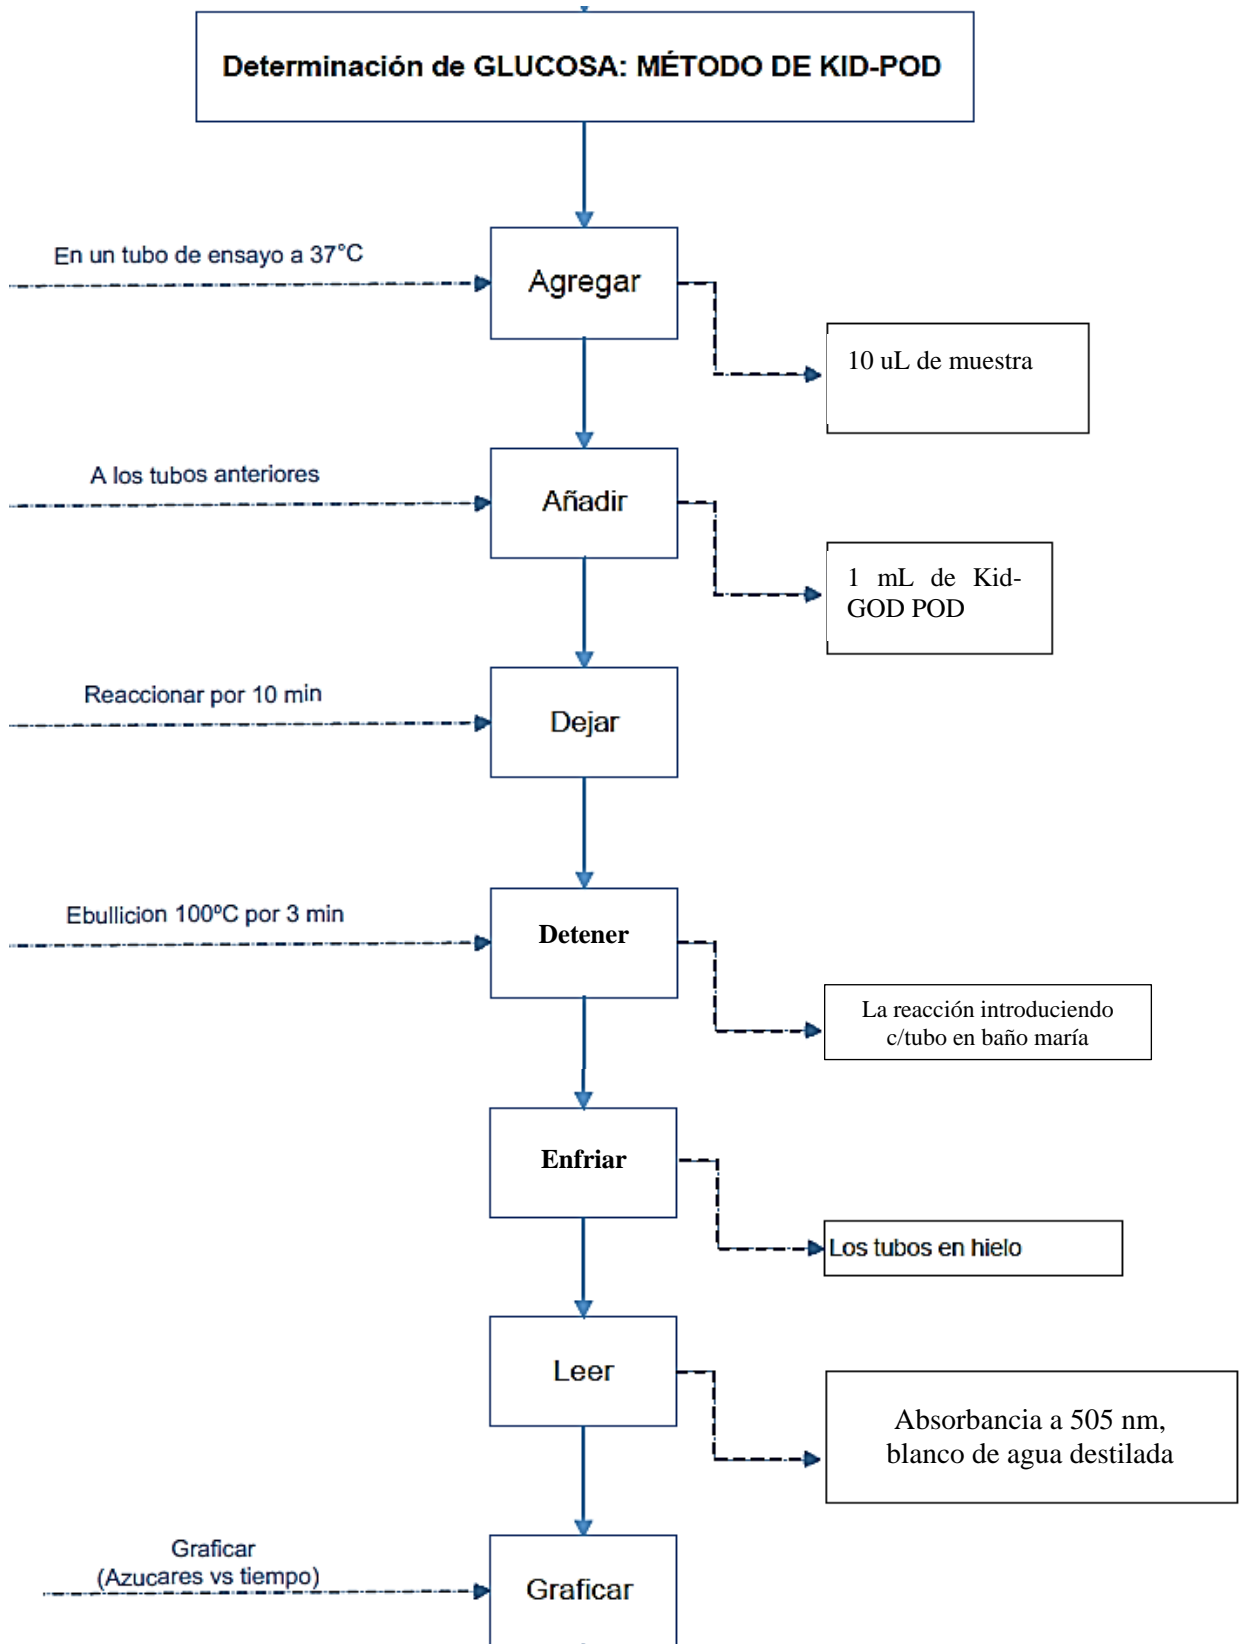 Determinación de GLUCOSA: MÉTODO DE KID-POD
En un tubo de ensayo a 37°C
Agregar
10 uL de muestra
A los tubos anteriores
Añadir
1 mL de Kid-
GOD POD
Reaccionar por 10 min
Dejar
Ebullicion 100ºC por 3 min
Detener
La reacción introduciendo
c/tubo en baño maría
Enfriar
Los tubos en hielo
Leer
Absorbancia a 505 nm,
blanco de agua destilada
Graficar
(Azucares vs tiempo)
Graficar